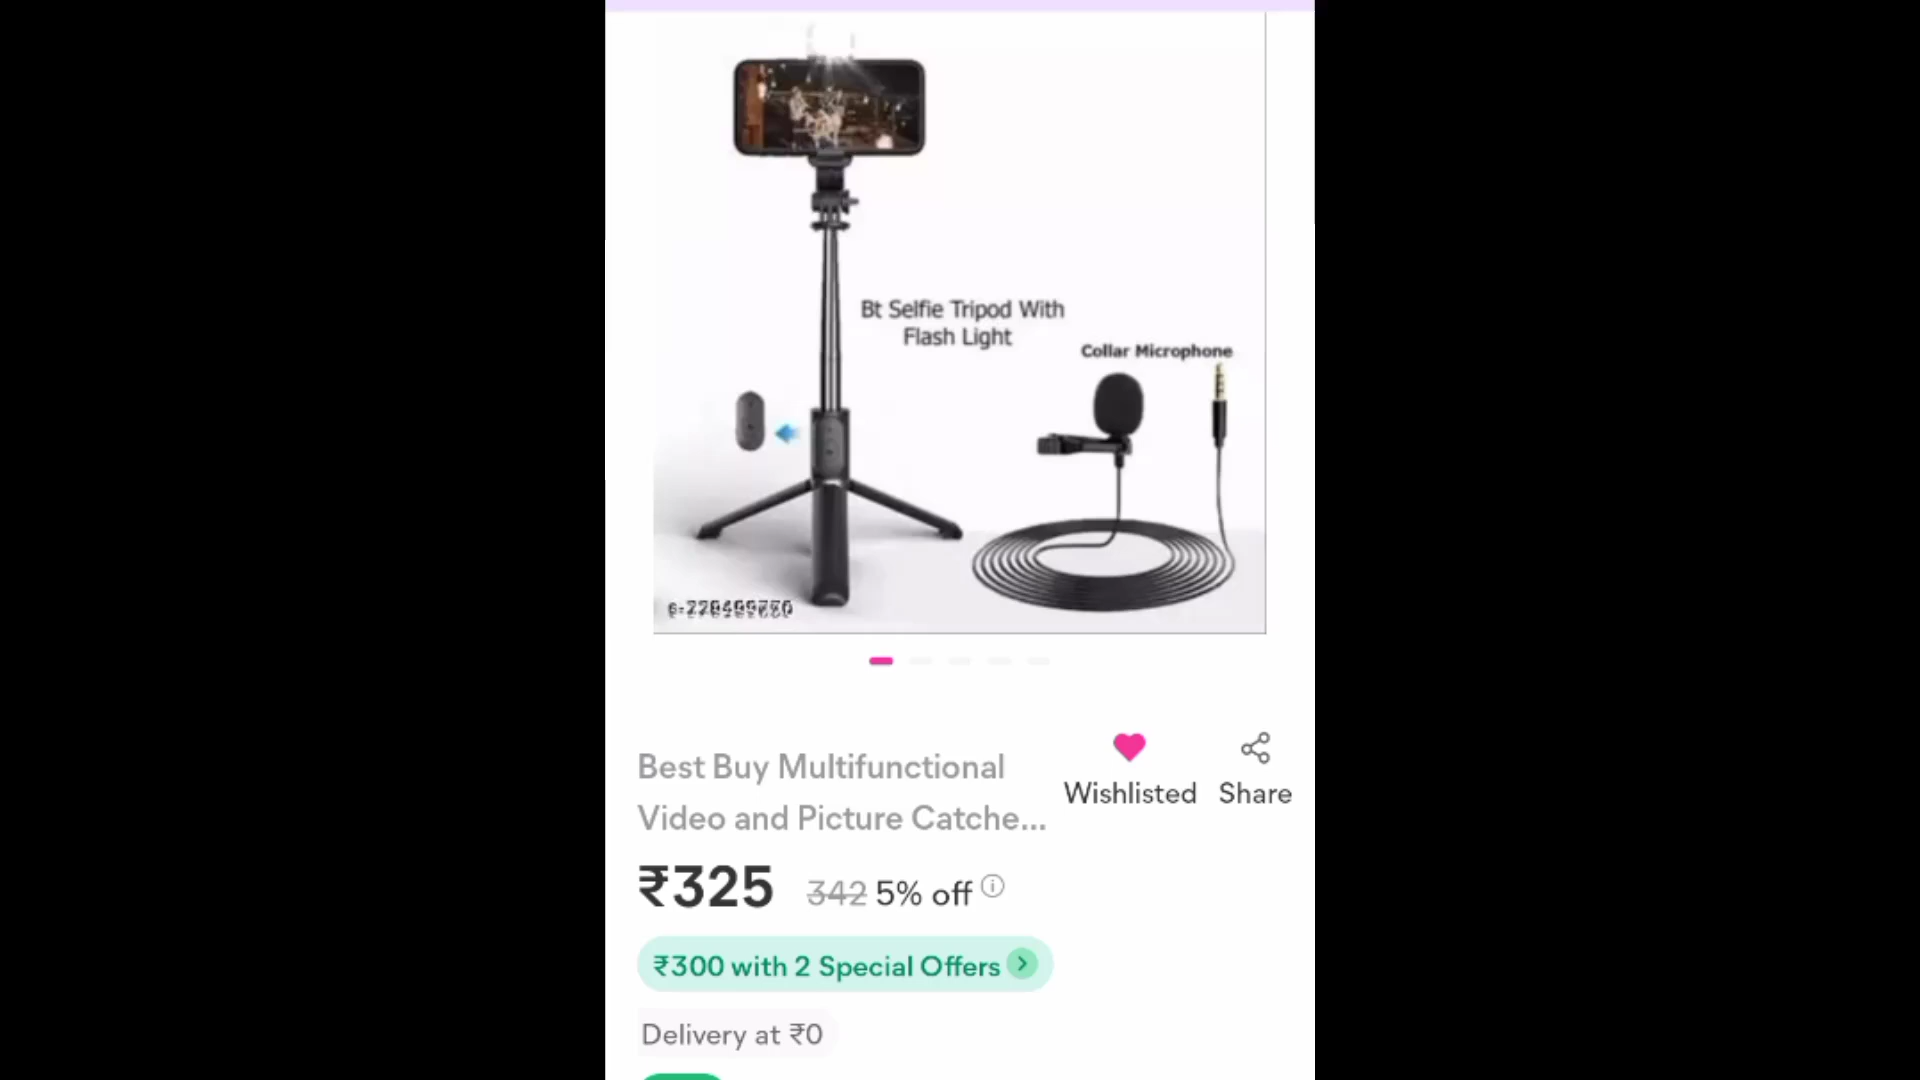 Bt Selfie Tripod With
Flash Light
Collar Microphone
Best Buy Multifunctional
Video and Picture Catche...
Wishlisted
Share
₹325
342 5% off
₹300 with 2 Special Offers
Delivery at ₹0